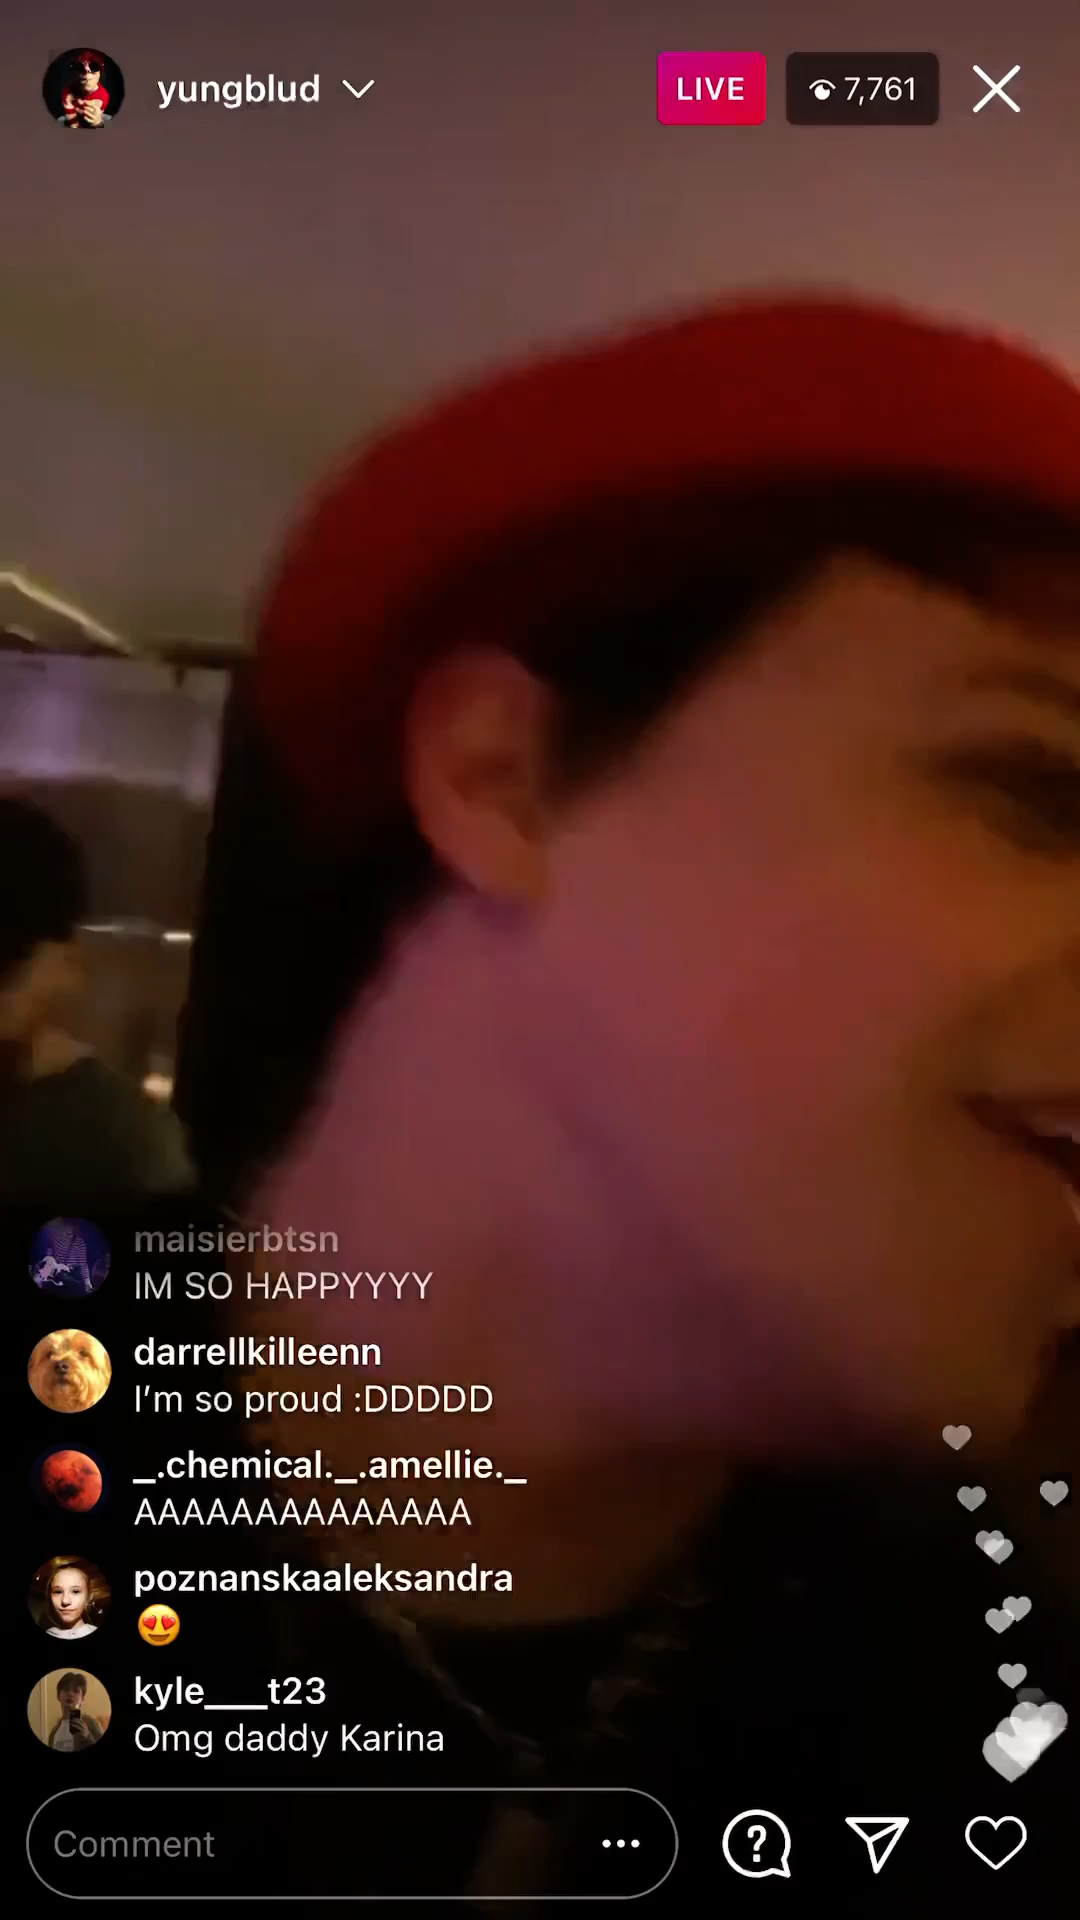 yungblud
LIVE
7,761
maisierbtsn
IM SO HAPPYYYY
darrellkilleenn
I’m so proud :DDDDD
_.chemical._.amellie._
AAAAAAAAAAAAAA
poznanskaaleksandra
😍
kyle___t23
Omg daddy Karina
Comment